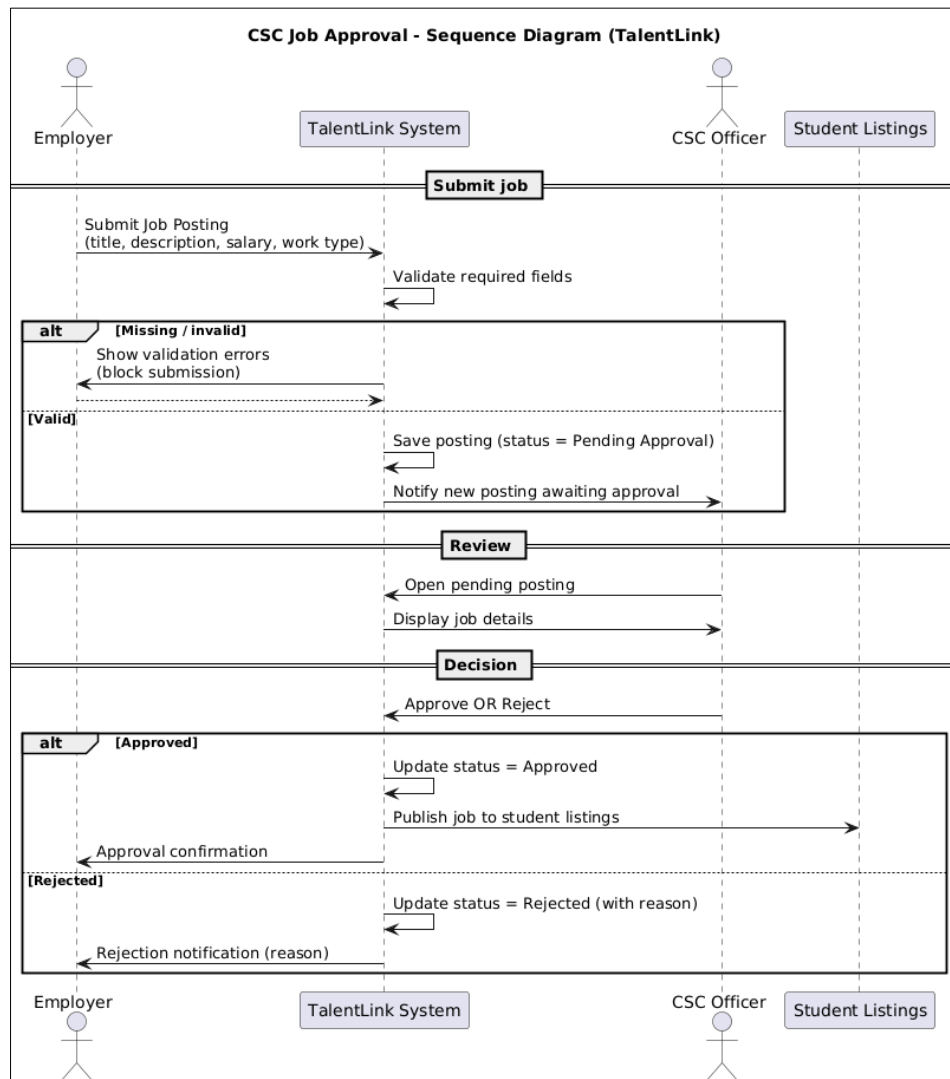 CSC Job Approval - Sequence Diagram (TalentLink)
Employer
TalentLink System
CSC Officer
Student Listings
Submit job
Submit Job Posting
(title, description, salary, work type)
Validate required fields
alt
[Missing / invalid]
Show validation errors
(block submission)
[Valid]
Save posting (status = Pending Approval)
Notify new posting awaiting approval
Review
Open pending posting
Display job details
Decision
Approve OR Reject
alt
[Approved]
Update status = Approved
Publish job to student listings
Approval confirmation
[Rejected]
Update status = Rejected (with reason)
Rejection notification (reason)
Employer
TalentLink System
CSC Officer
Student Listings